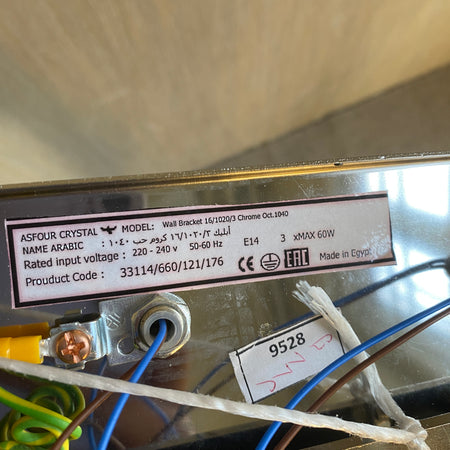 ASFOUR CRYSTAL MODEL: Wall Bracket 16/1020/3 Chrome Oct.1040
NAME ARABIC : أبليك ١٦/١٠٢٠/٣ كروم حب ١٠٤٠
Rated input voltage : 220 - 240 v 50-60 Hz E14 3 xMAX 60W
Product Code : 33114/660/121/176 CE EAC Made in Egypt
9528